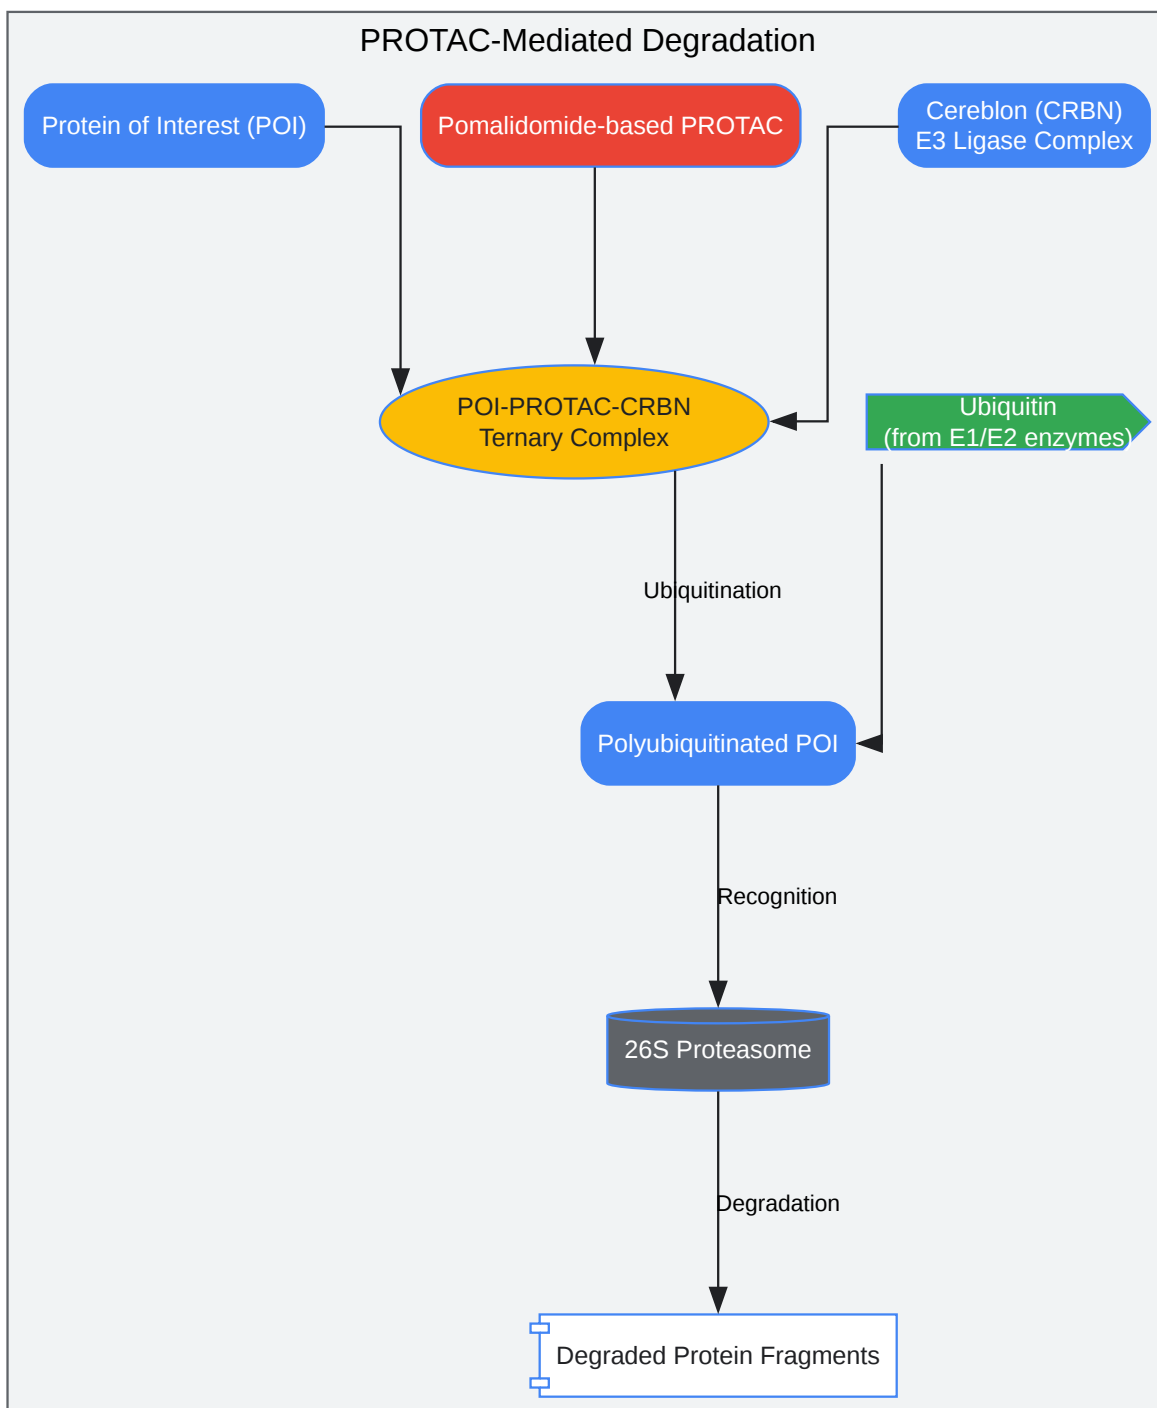 PROTAC-Mediated Degradation
Protein of Interest (POI)
Pomalidomide-based PROTAC
Cereblon (CRBN)
E3 Ligase Complex
POI-PROTAC-CRBN
Ternary Complex
Ubiquitin
(from E1/E2 enzymes)
Ubiquitination
Polyubiquitinated POI
Recognition
26S Proteasome
Degradation
Degraded Protein Fragments